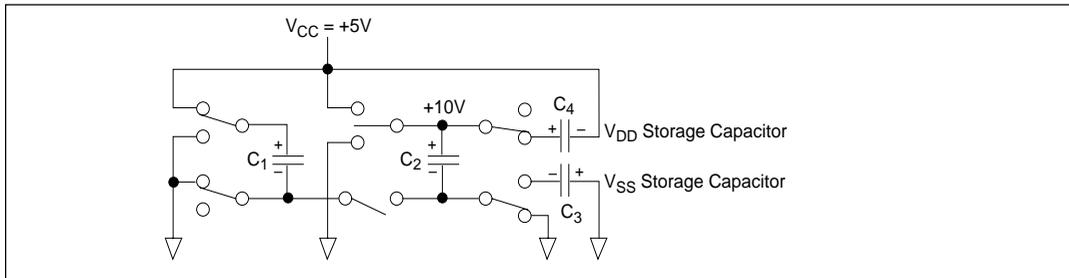 VCC = +5V
+10V
C4
+ −
VDD Storage Capacitor
+
C1
−
+
C2
−
− +
VSS Storage Capacitor
C3